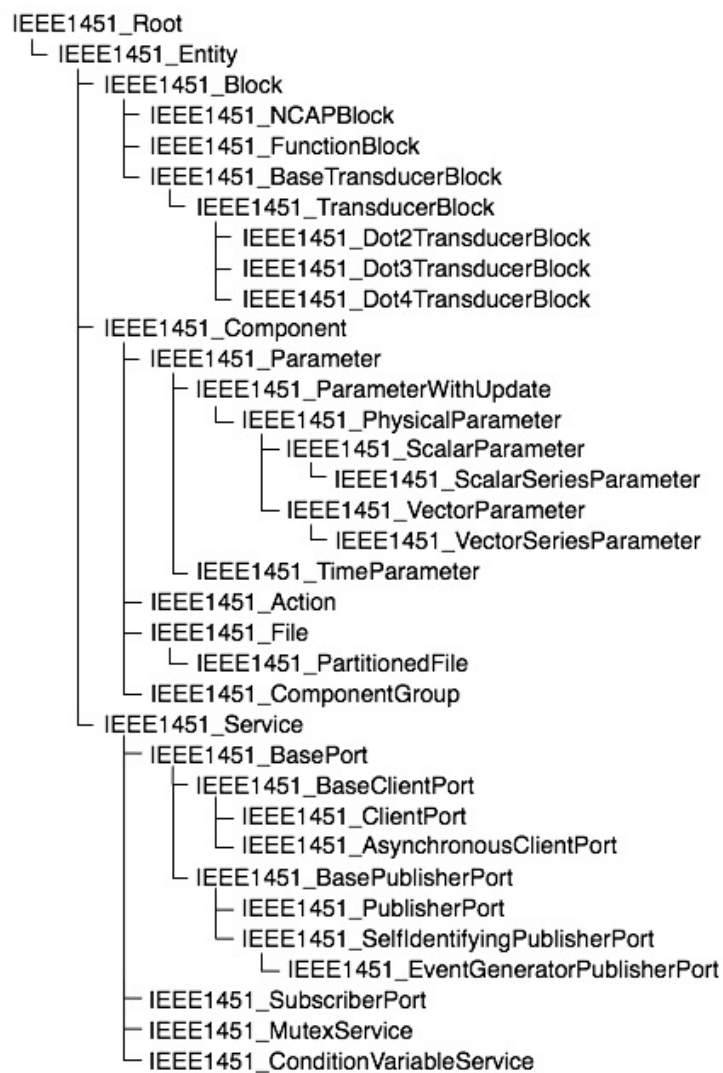 IEEE1451_Root
IEEE1451_Entity
IEEE1451_Block
IEEE1451_NCAPBlock
IEEE1451_FunctionBlock
IEEE1451_BaseTransducerBlock
IEEE1451_TransducerBlock
IEEE1451_Dot2TransducerBlock
IEEE1451_Dot3TransducerBlock
IEEE1451_Dot4TransducerBlock
IEEE1451_Component
IEEE1451_Parameter
IEEE1451_ParameterWithUpdate
IEEE1451_PhysicalParameter
IEEE1451_ScalarParameter
IEEE1451_ScalarSeriesParameter
IEEE1451_VectorParameter
IEEE1451_VectorSeriesParameter
IEEE1451_TimeParameter
IEEE1451_Action
IEEE1451_File
IEEE1451_PartitionedFile
IEEE1451_ComponentGroup
IEEE1451_Service
IEEE1451_BasePort
IEEE1451_BaseClientPort
IEEE1451_ClientPort
IEEE1451_AsynchronousClientPort
IEEE1451_BasePublisherPort
IEEE1451_PublisherPort
IEEE1451_SelfIdentifyingPublisherPort
IEEE1451_EventGeneratorPublisherPort
IEEE1451_SubscriberPort
IEEE1451_MutexService
IEEE1451_ConditionVariableService